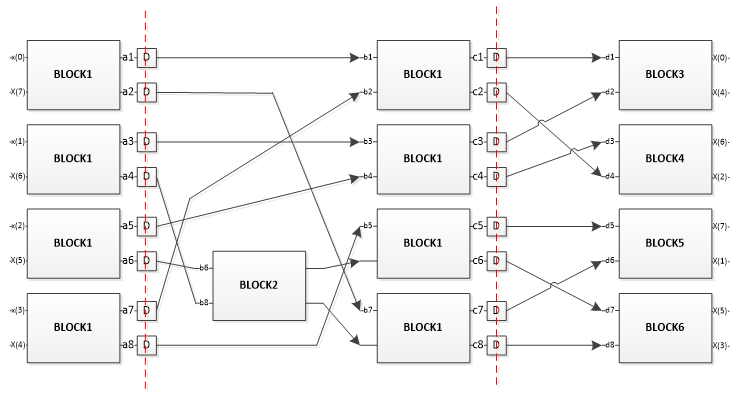 x(0) BLOCK1 a1 D b1 BLOCK1 c1 D d1 BLOCK3 X(0)
X(7) a2 D b2 c2 D d2 X(4)
x(1) BLOCK1 a3 D b3 BLOCK1 c3 D d3 BLOCK4 X(6)
X(6) a4 D b4 c4 D d4 X(2)
x(2) BLOCK1 a5 D b5 BLOCK1 c5 D d5 BLOCK5 X(7)
X(5) a6 D b6 BLOCK2 c6 D d6 X(1)
x(3) BLOCK1 a7 D b8 b7 BLOCK1 c7 D d7 BLOCK6 X(5)
X(4) a8 D c8 D d8 X(3)